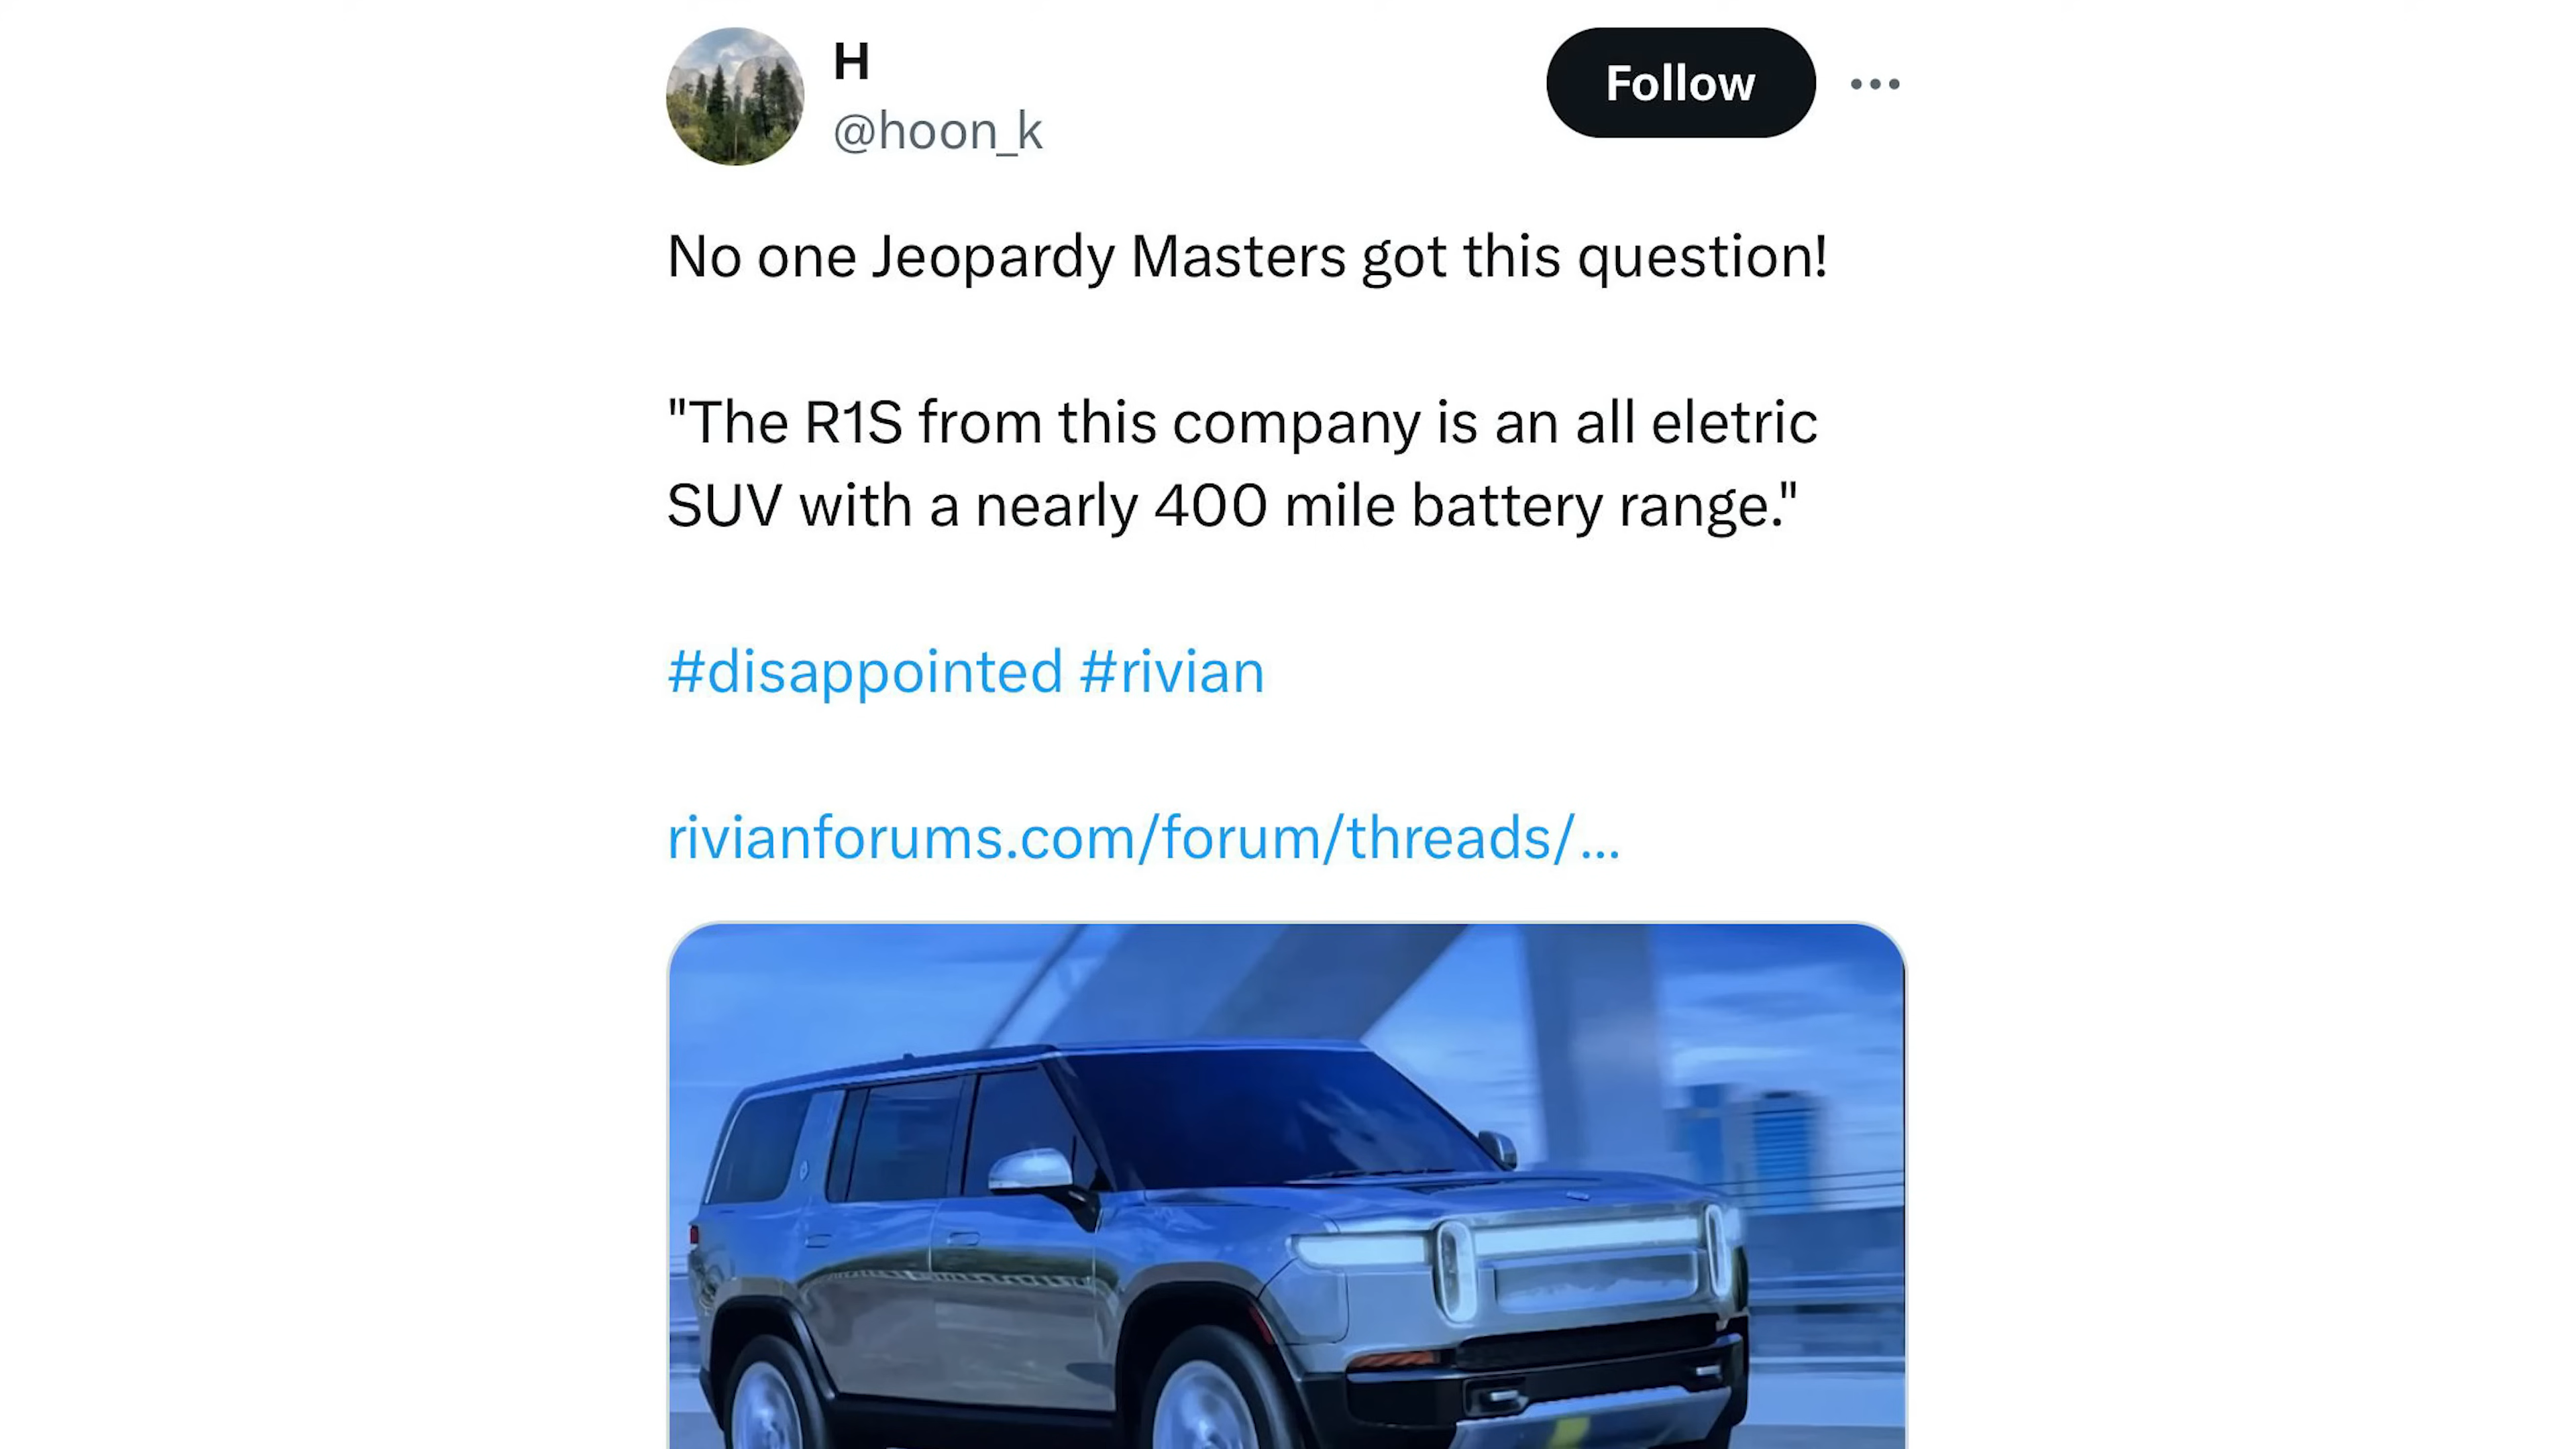 H
Follow
@hoon_k
No one Jeopardy Masters got this question!
"The R1S from this company is an all eletric
SUV with a nearly 400 mile battery range."
#disappointed #rivian
rivianforums.com/forum/threads/...